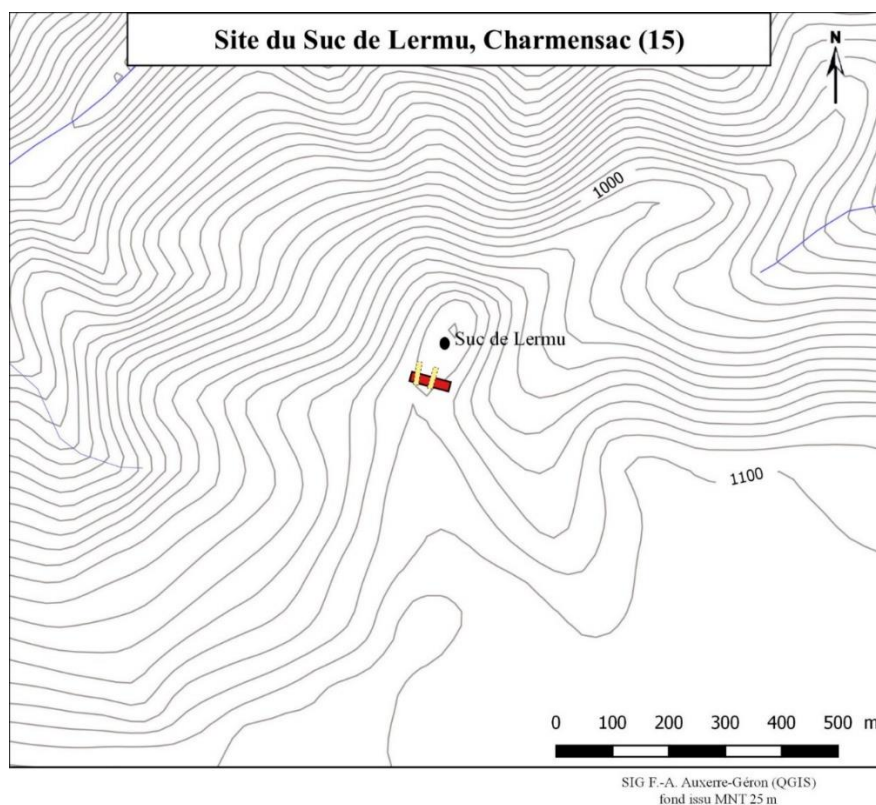 Site du Suc de Lermu, Charmensac (15)
N
1000
Suc de Lermu
1100
0 100 200 300 400 500 m
SIG F.-A. Auxerre-Géron (QGIS)
fond issu MNT 25 m